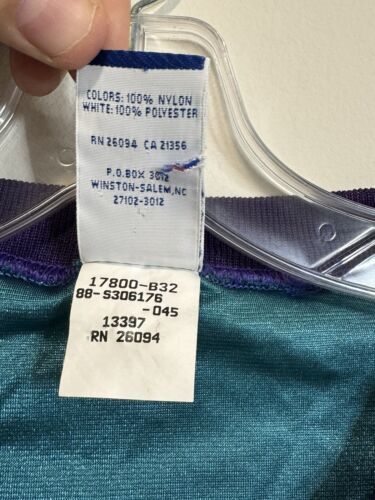 COLORS: 100% NYLON
WHITE: 100% POLYESTER
RN 26094 CA 21356
P.O.BOX 3012
WINSTON-SALEM,NC
27102-3012
17800-B32
88-S306176
-045
13397
RN 26094